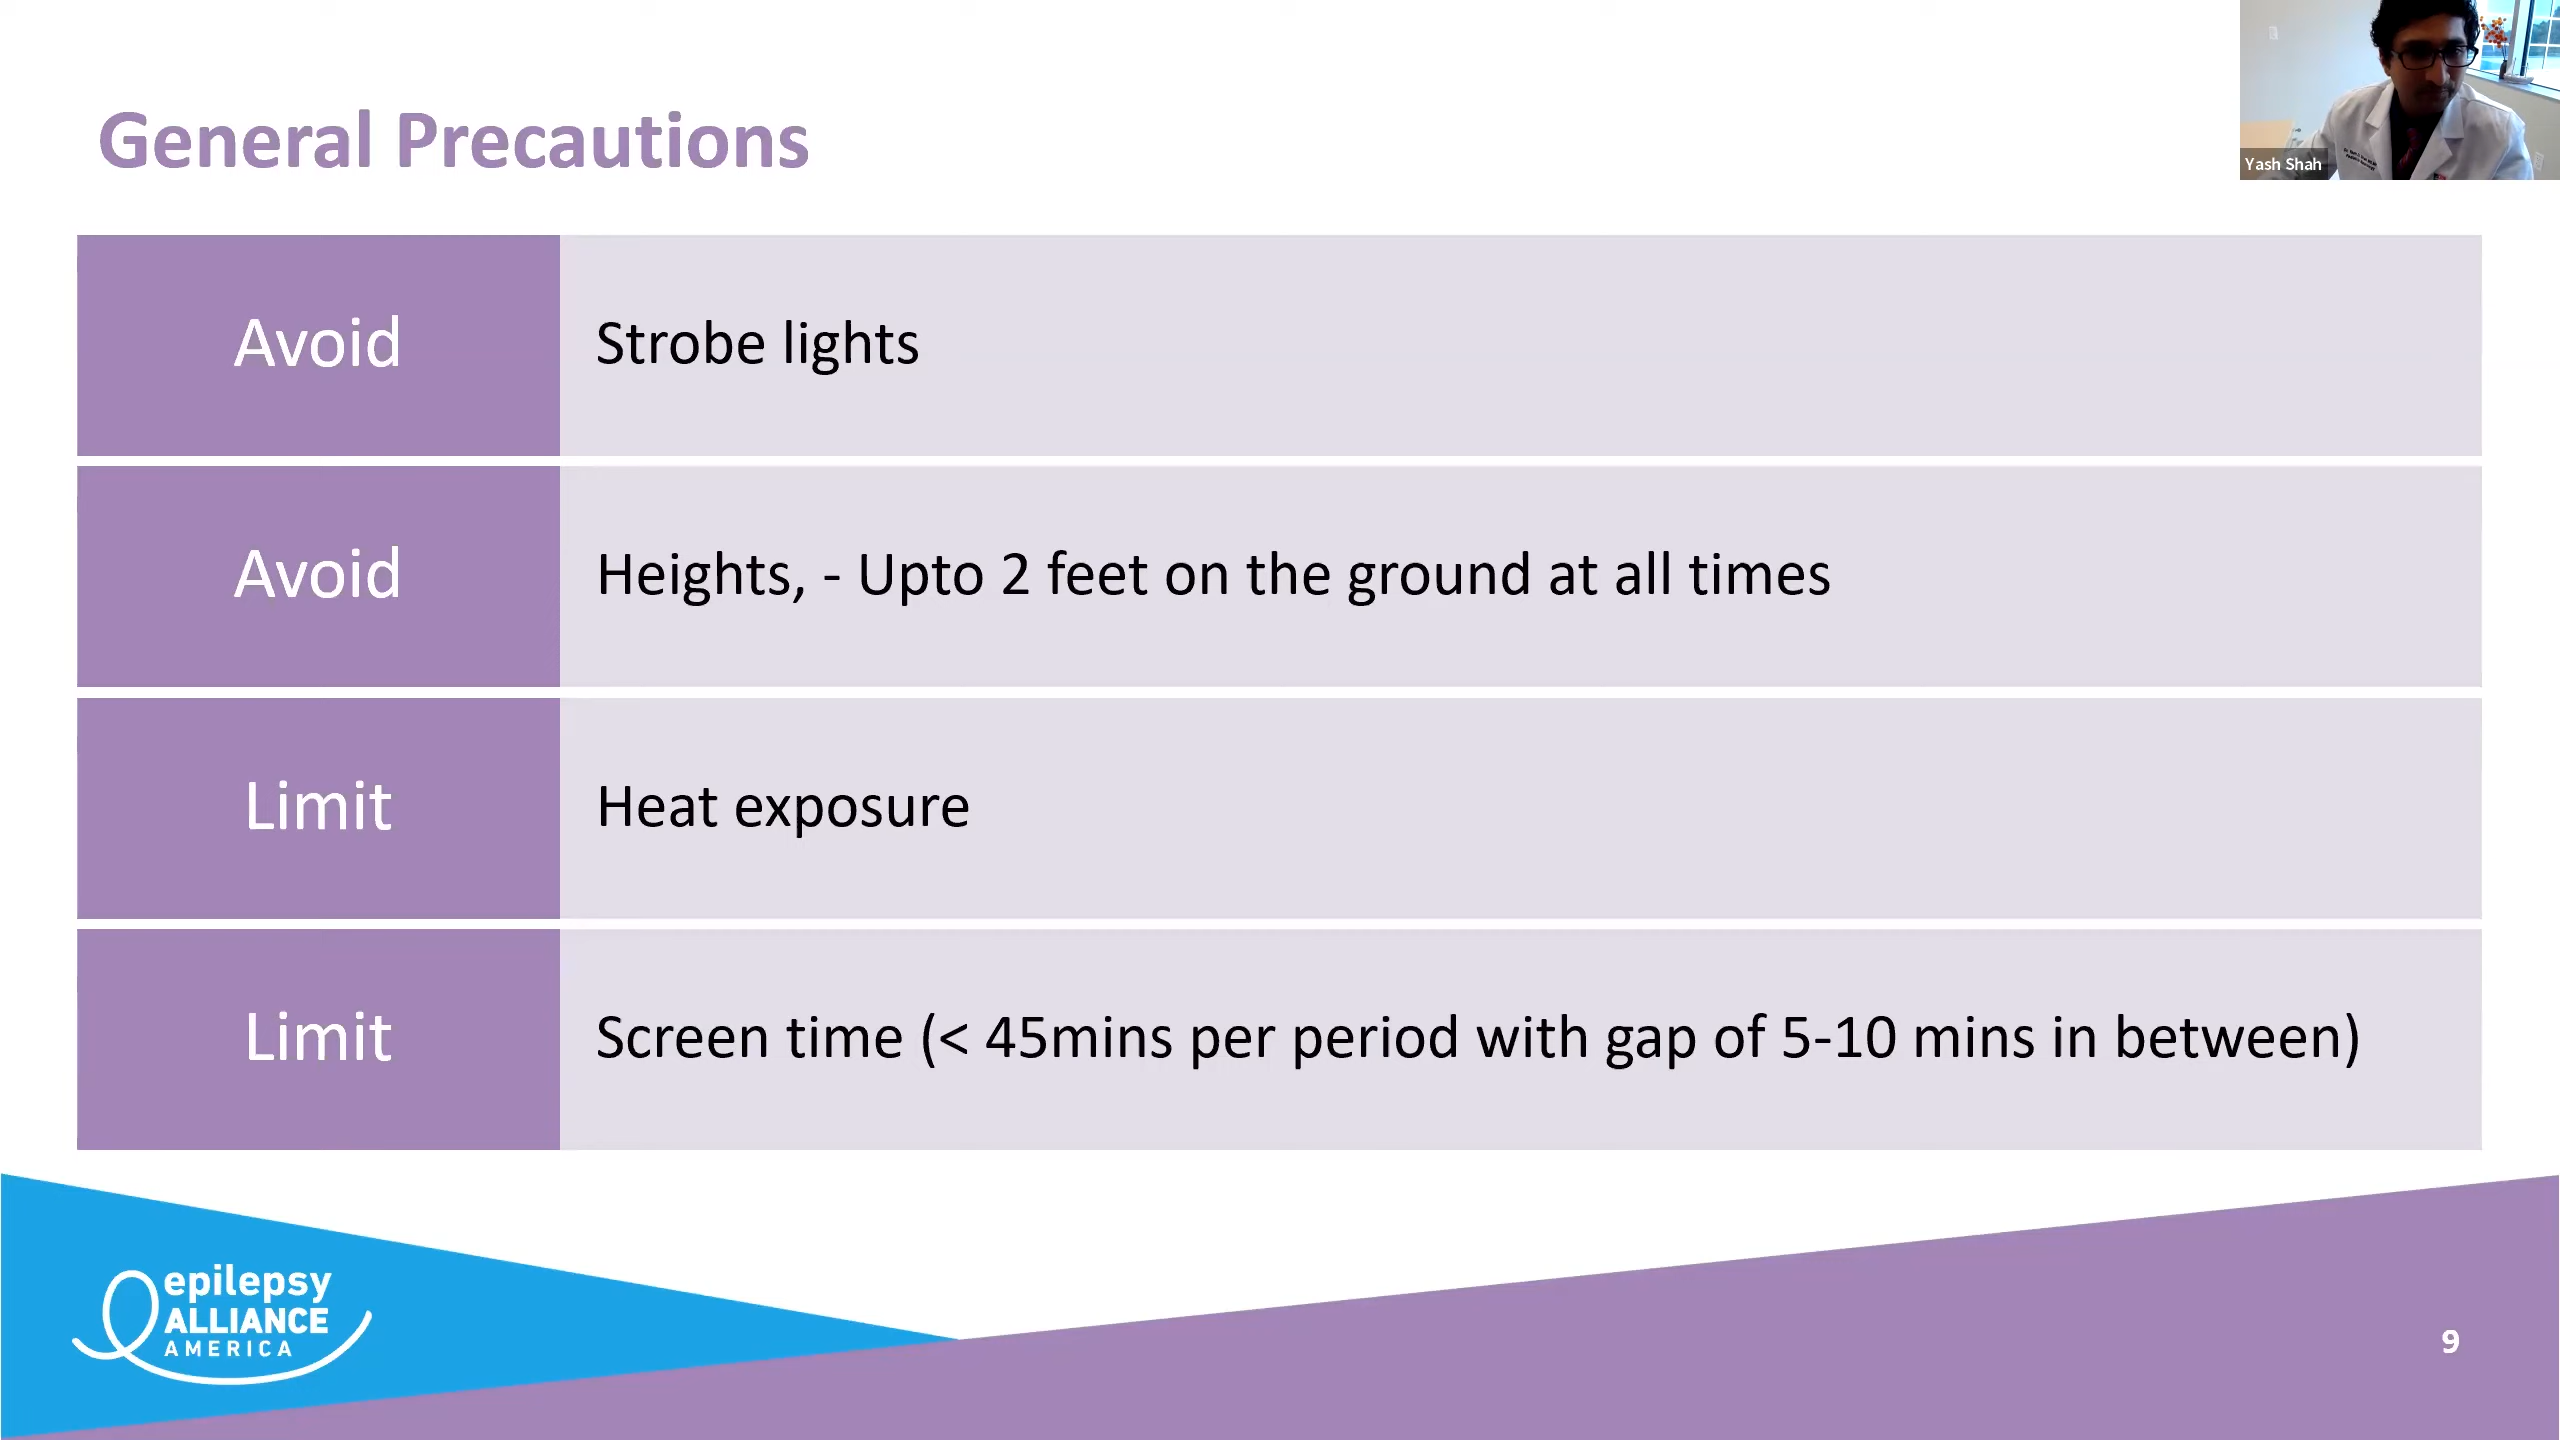 General Precautions
Yash Shah
Avoid
Strobe lights
Avoid
Heights, - Upto 2 feet on the ground at all times
Limit
Heat exposure
Limit
Screen time (< 45mins per period with gap of 5-10 mins in between)
epilepsy
ALLIANCE
AMERICA
9